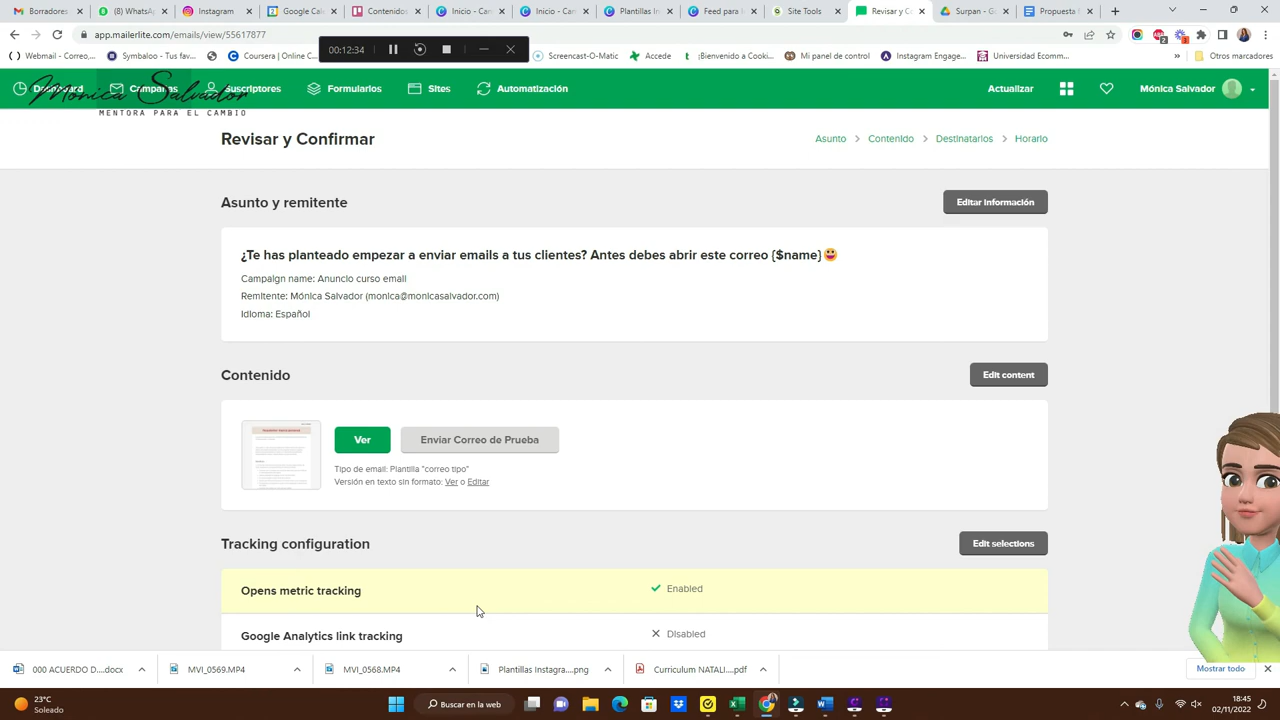 Borradores
WhatsA
Instagram
Google Cal
Contenidos
Inicio - Can
Inicio - Can
Plantillas In
Feed para I
Site Tools
Revisar y C
Surpan - G
Propuesta
app.mailerlite.com/emails/view/55617877
Webmail - Correo,...
Symbaloo - Tus fav...
Coursera | Online C...
00:12:34
Screencast-O-Matic
Accede
¡Bienvenido a Cooki...
Mi panel de control
Instagram Engage...
Universidad Ecomm...
»
Otros marcadores
Dashboard
Campañas
Suscriptores
Formularios
Sites
Automatización
Actualizar
Mónica Salvador
Mónica Salvador
MENTORA PARA EL CAMBIO
Revisar y Confirmar
Asunto > Contenido > Destinatarios > Horario
Asunto y remitente
Editar información
¿Te has planteado empezar a enviar emails a tus clientes? Antes debes abrir este correo {$name}😀
Campaign name: Anuncio curso email
Remitente: Mónica Salvador (monica@monicasalvador.com)
Idioma: Español
Contenido
Edit content
Ver
Enviar Correo de Prueba
Tipo de email: Plantilla "correo tipo"
Versión en texto sin formato: Ver o Editar
Tracking configuration
Edit selections
Opens metric tracking
Enabled
Google Analytics link tracking
Disabled
000 ACUERDO D....docx
MVI_0569.MP4
MVI_0568.MP4
Plantillas Instagra....png
Curriculum NATALI....pdf
Mostrar todo
23°C
Soleado
Buscar en la web
18:45
02/11/2022